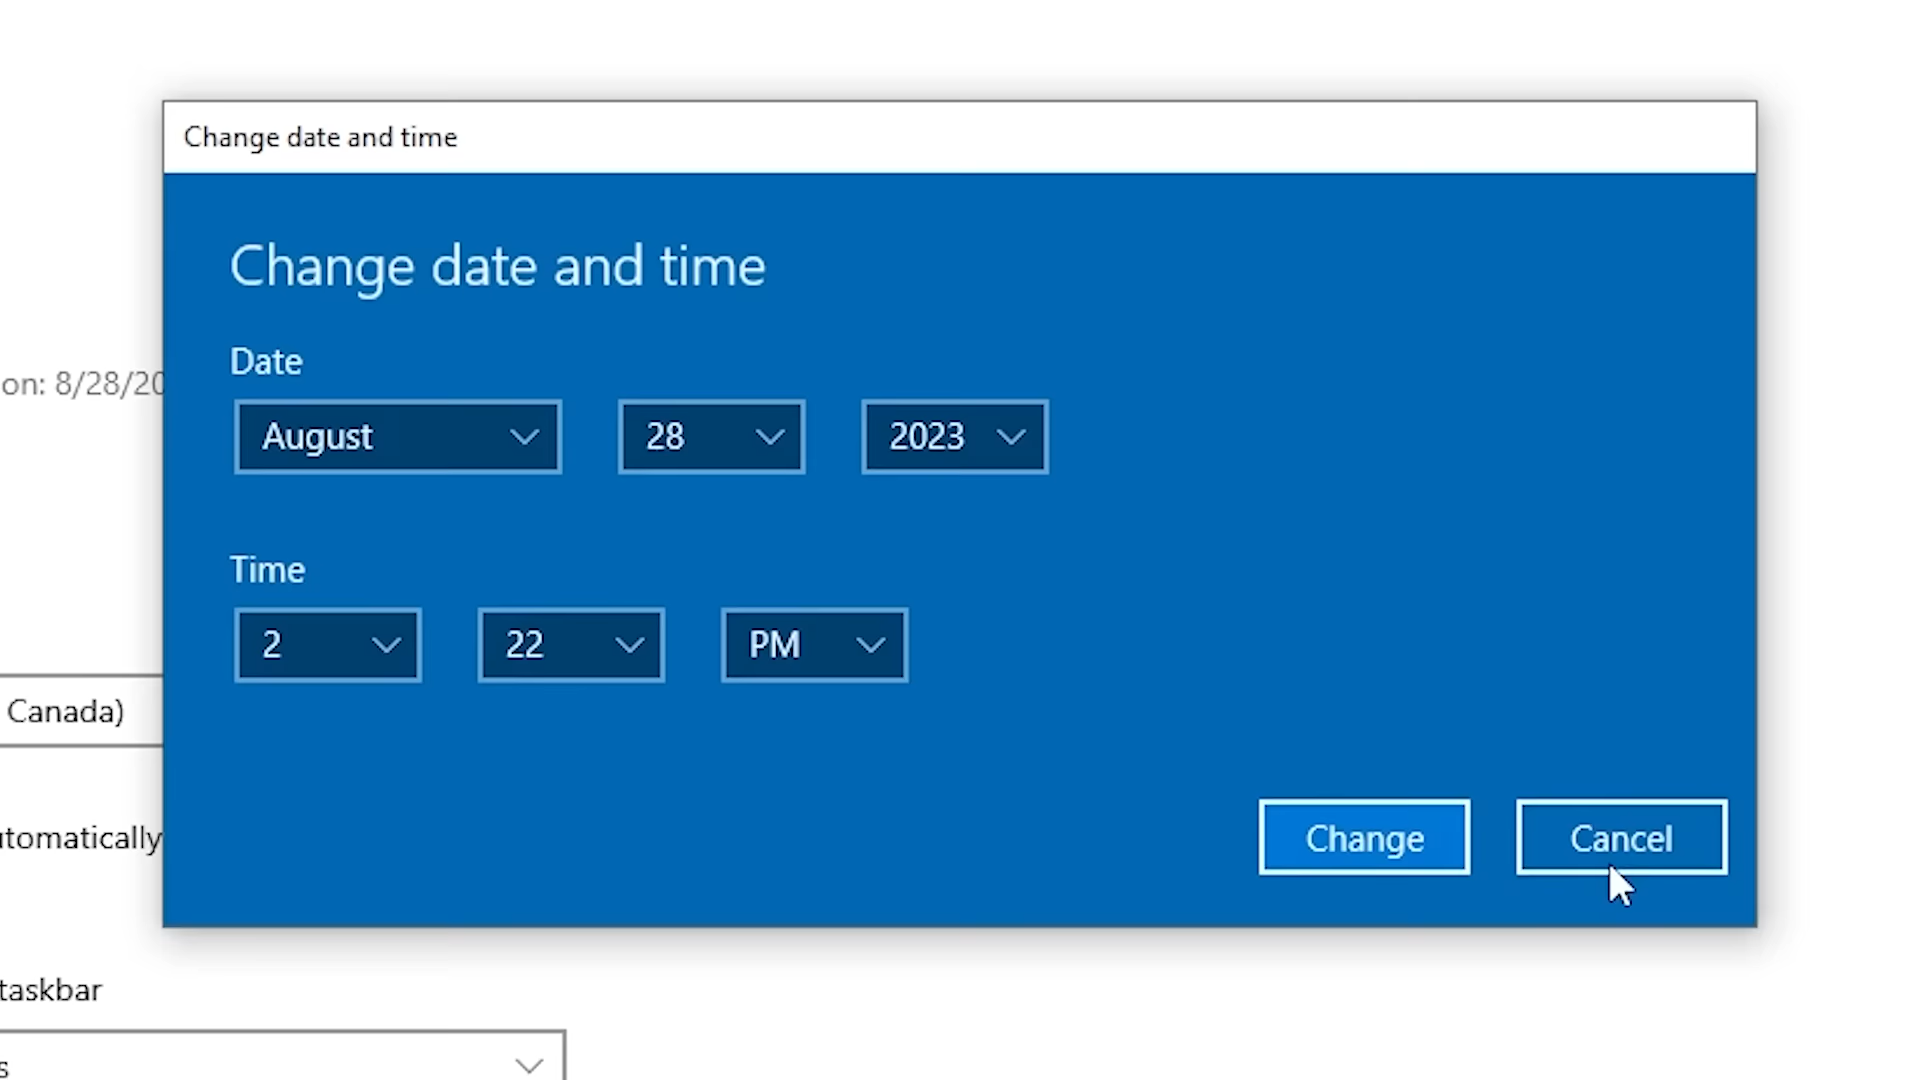 Change date and time
Change date and time
Date
on: 8/28/20
August 28 2023
Time
2 22 PM
Canada)
utomatically
Change Cancel
taskbar
s